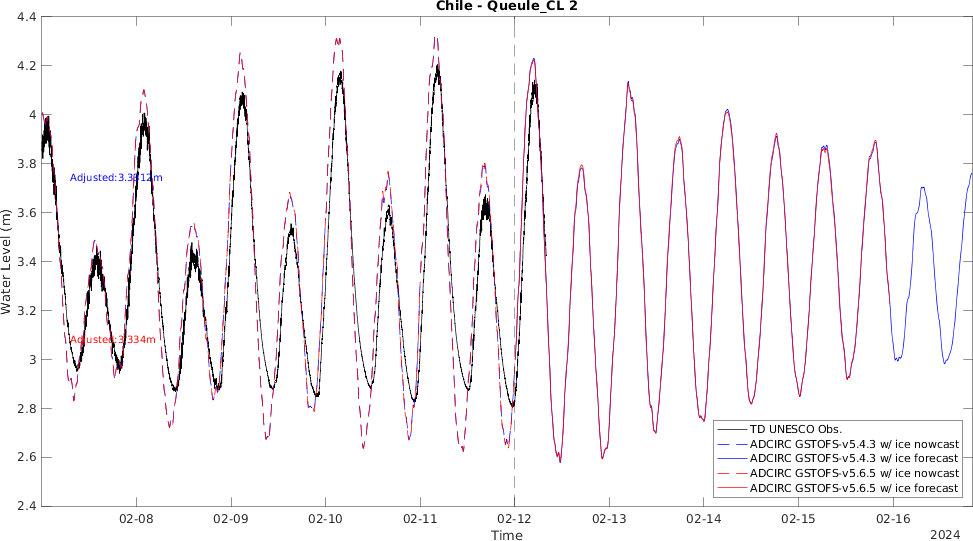 Chile - Queule_CL 2
4.4
4.2
4
3.8
3.6
3.4
3.2
3
2.8
2.6
2.4
Water Level (m)
Adjusted:3.3312m
Adjusted:3.334m
TD UNESCO Obs.
ADCIRC GSTOFS-v5.4.3 w/ ice nowcast
ADCIRC GSTOFS-v5.4.3 w/ ice forecast
ADCIRC GSTOFS-v5.6.5 w/ ice nowcast
ADCIRC GSTOFS-v5.6.5 w/ ice forecast
02-08 02-09 02-10 02-11 02-12 02-13 02-14 02-15 02-16
Time
2024